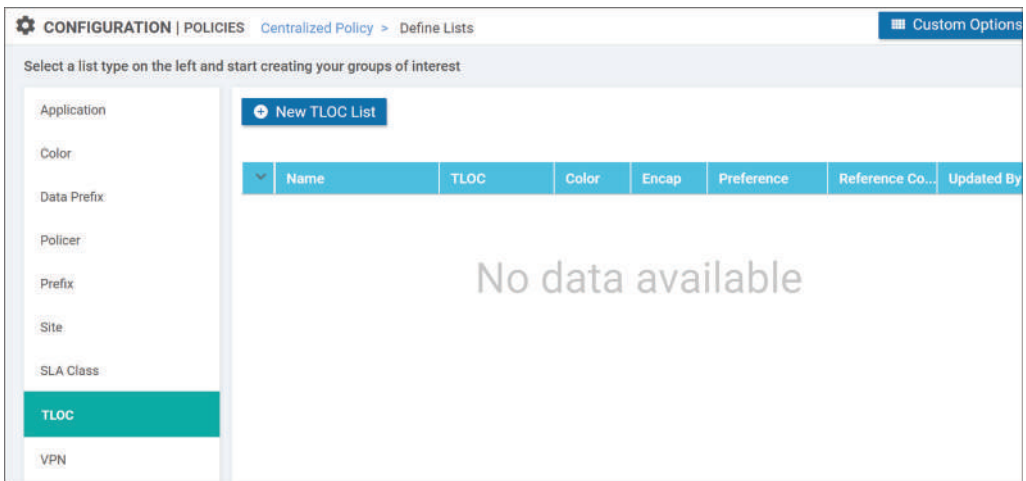 CONFIGURATION | POLICIES Centralized Policy > Define Lists
Custom Options
Select a list type on the left and start creating your groups of interest
Application
Color
Data Prefix
Policer
Prefix
Site
SLA Class
TLOC
VPN
New TLOC List
Name TLOC Color Encap Preference Reference Co... Updated By
No data available